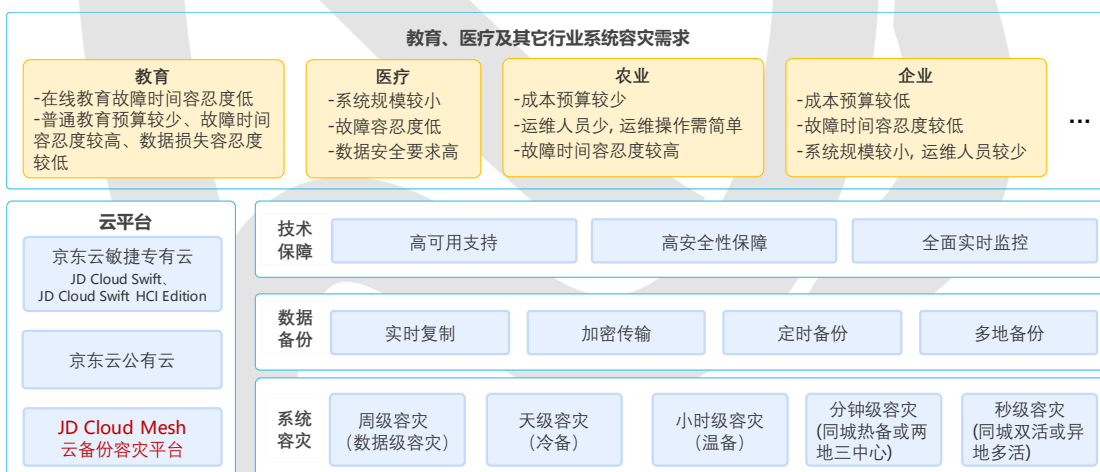 教育、医疗及其它行业系统容灾需求
教育
-在线教育故障时间容忍度低
-普通教育预算较少、故障时间
容忍度较高、数据损失容忍度
较低
医疗
-系统规模较小
-故障容忍度低
-数据安全要求高
农业
-成本预算较少
-运维人员少, 运维操作需简单
-故障时间容忍度较高
企业
-成本预算较低
-故障时间容忍度较低
-系统规模较小, 运维人员较少
...
云平台
京东云敏捷专有云
JD Cloud Swift、
JD Cloud Swift HCI Edition
京东云公有云
JD Cloud Mesh
云备份容灾平台
技术
保障
高可用支持
高安全性保障
全面实时监控
数据
备份
实时复制
加密传输
定时备份
多地备份
系统
容灾
周级容灾
（数据级容灾）
天级容灾
（冷备）
小时级容灾
（温备）
分钟级容灾
(同城热备或两
地三中心)
秒级容灾
(同城双活或异
地多活)